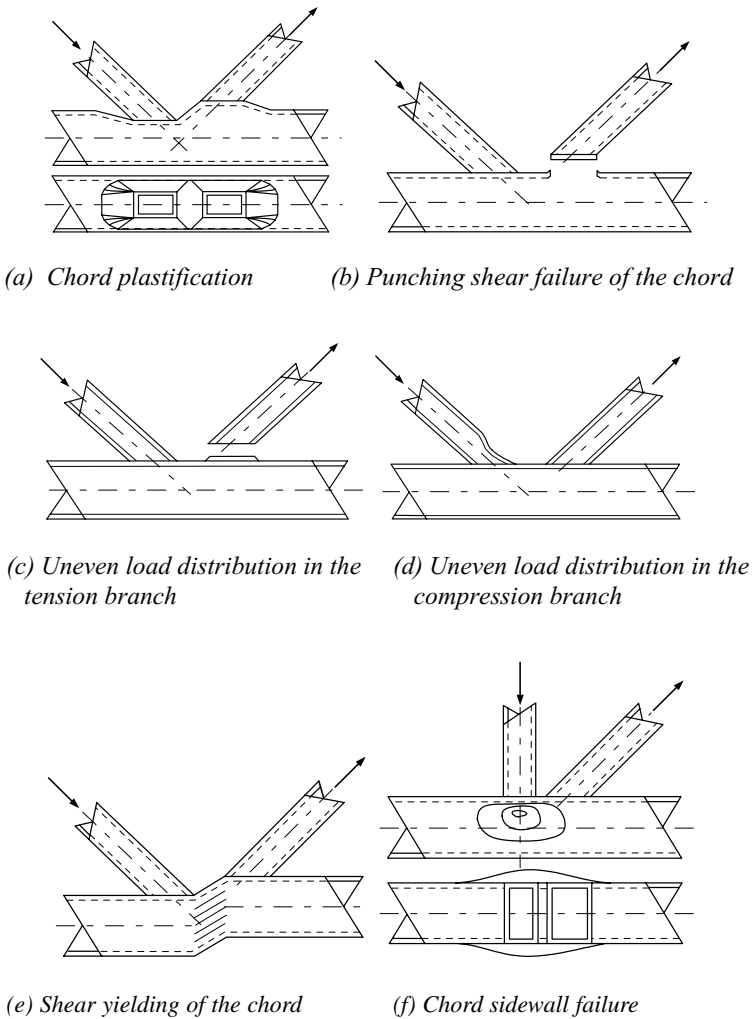 (a) Chord plastification
(b) Punching shear failure of the chord
(c) Uneven load distribution in the
tension branch
(d) Uneven load distribution in the
compression branch
(e) Shear yielding of the chord
(f) Chord sidewall failure